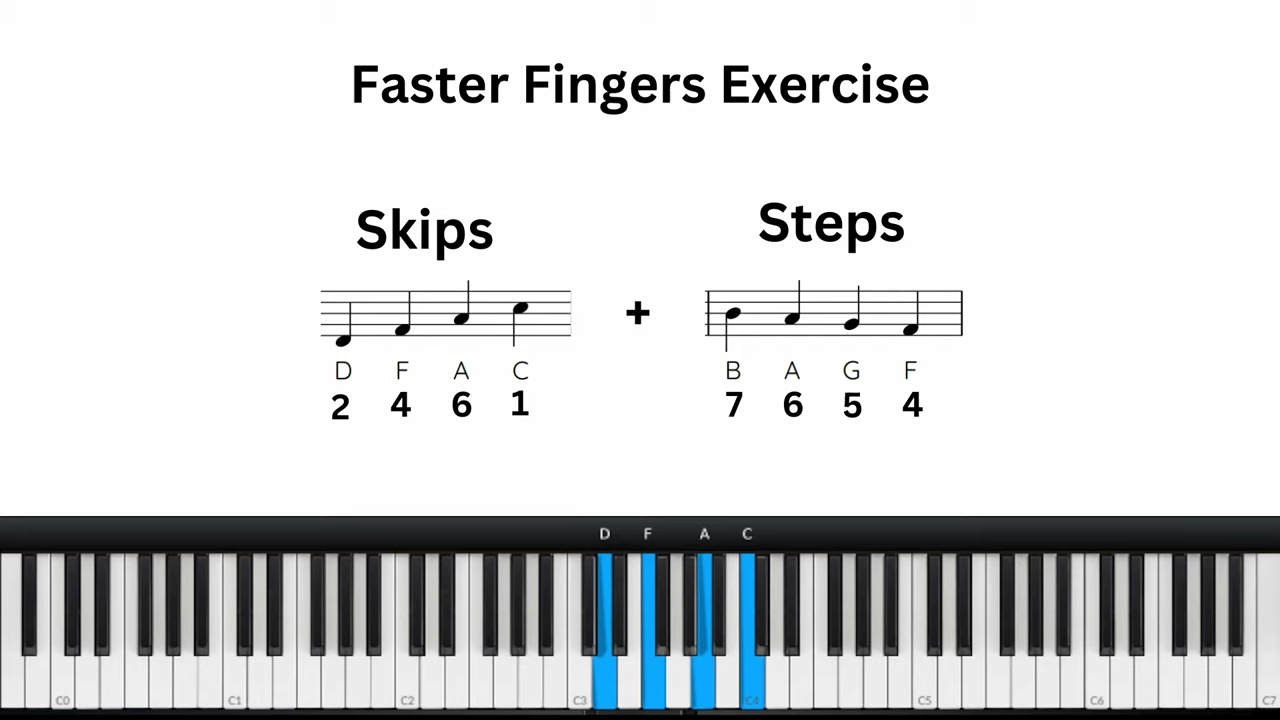 Faster Fingers Exercise
Skips
Steps
+
D F A C
2 4 6 1
B A G F
7 6 5 4
D F A C
C0 C1 C2 C3 C4 C5 C6 C7